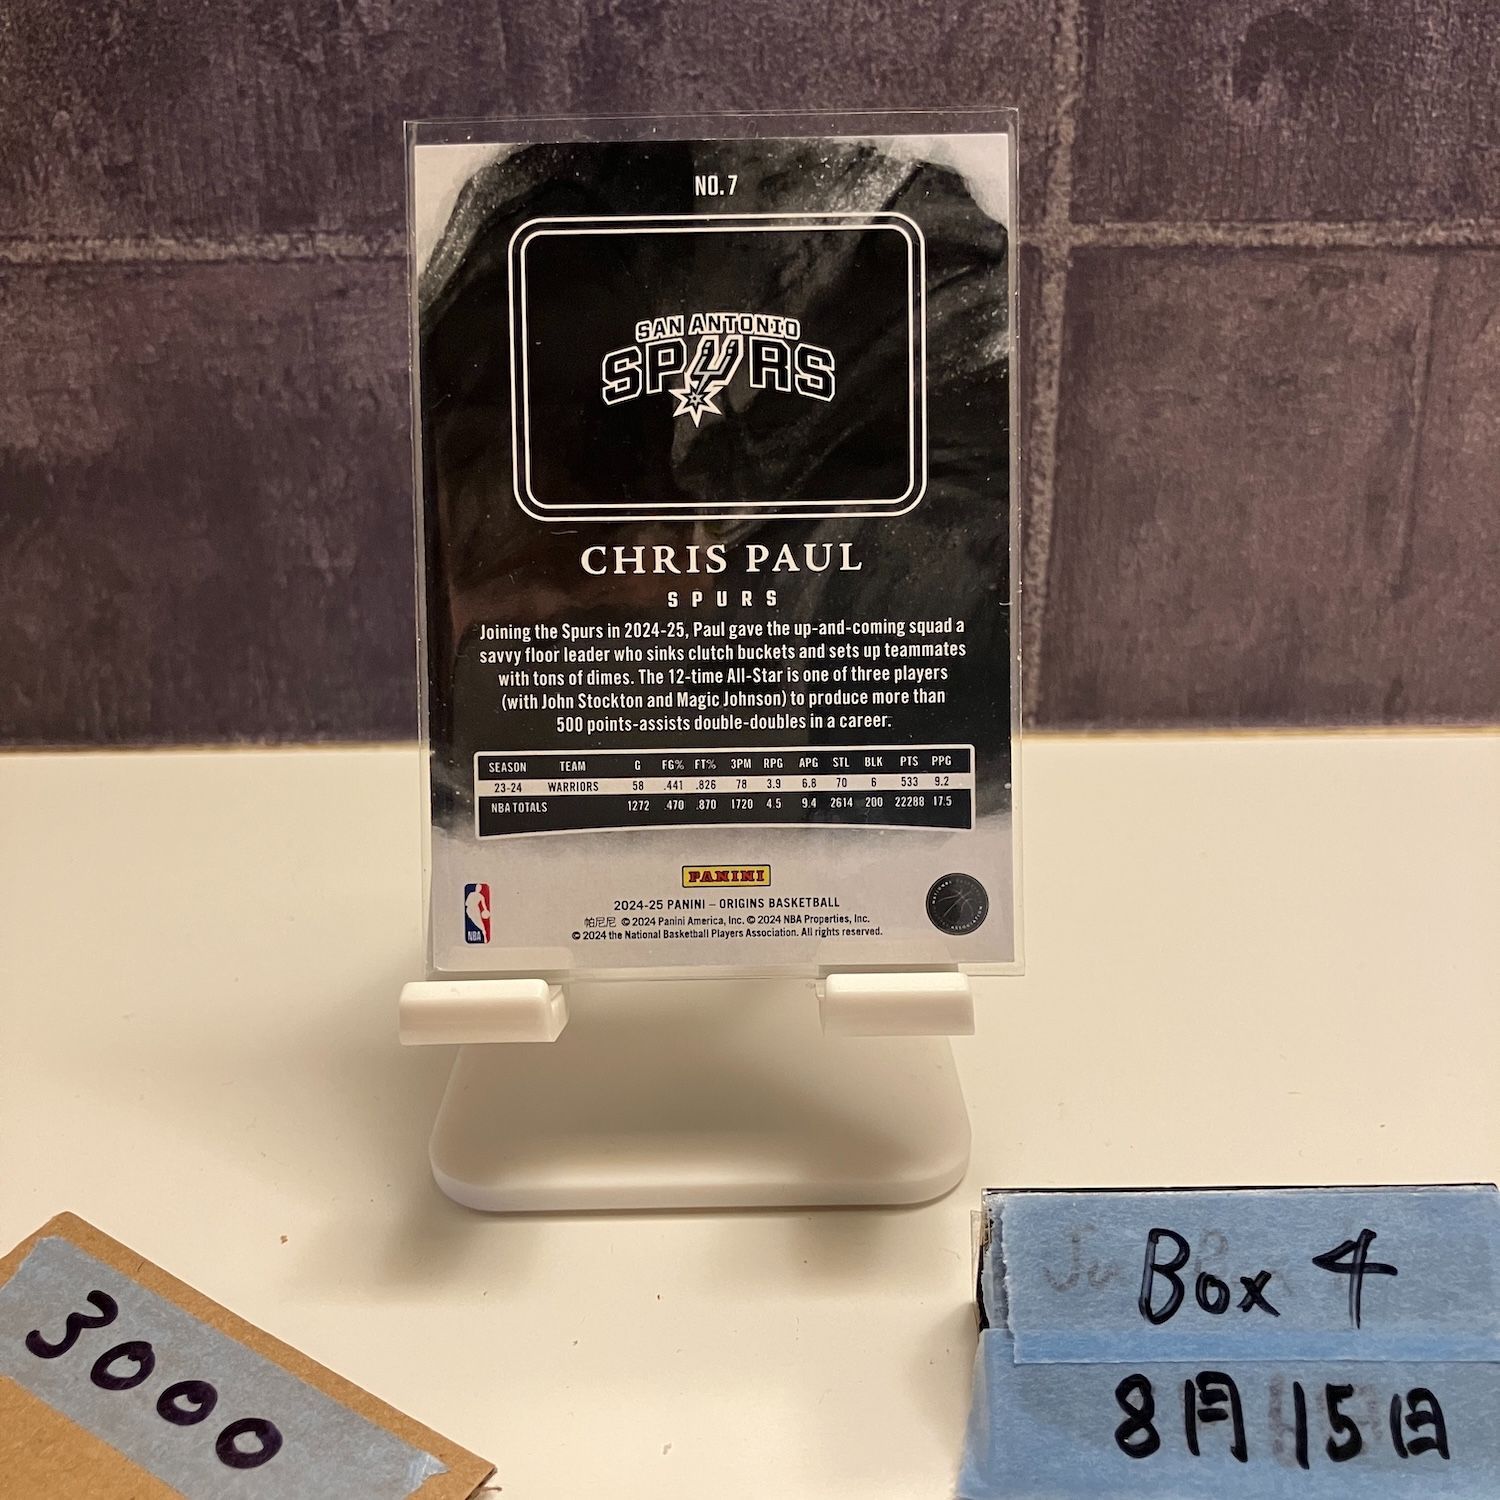 NO. 7
SAN ANTONIO
SPURS
CHRIS PAUL
SPURS
Joining the Spurs in 2024-25, Paul gave the up-and-coming squad a
savvy floor leader who sinks clutch buckets and sets up teammates
with tons of dimes. The 12-time All-Star is one of three players
(with John Stockton and Magic Johnson) to produce more than
500 points-assists double-doubles in a career.
SEASON TEAM G FG% FT% 3PM RPG APG STL BLK PTS PPG
23-24 WARRIORS 58 .441 .826 78 3.9 6.8 70 6 533 9.2
NBA TOTALS 1272 .470 .870 1720 4.5 9.4 2614 200 22288 17.5
PANINI
2024-25 PANINI – ORIGINS BASKETBALL
帕尼尼 © 2024 Panini America, Inc. © 2024 NBA Properties, Inc.
© 2024 the National Basketball Players Association. All rights reserved.
NBA
Box 4
8月15日
3000